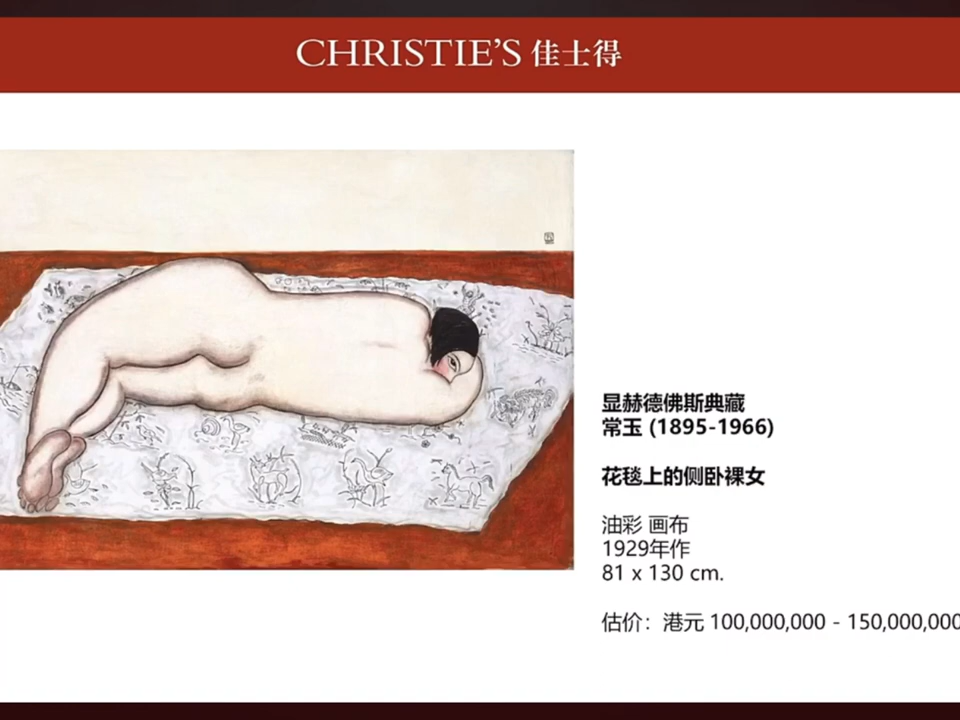 CHRISTIE'S 佳士得
显赫德佛斯典藏
常玉 (1895-1966)
花毯上的侧卧裸女
油彩 画布
1929年作
81 x 130 cm.
估价：港元 100,000,000 - 150,000,000